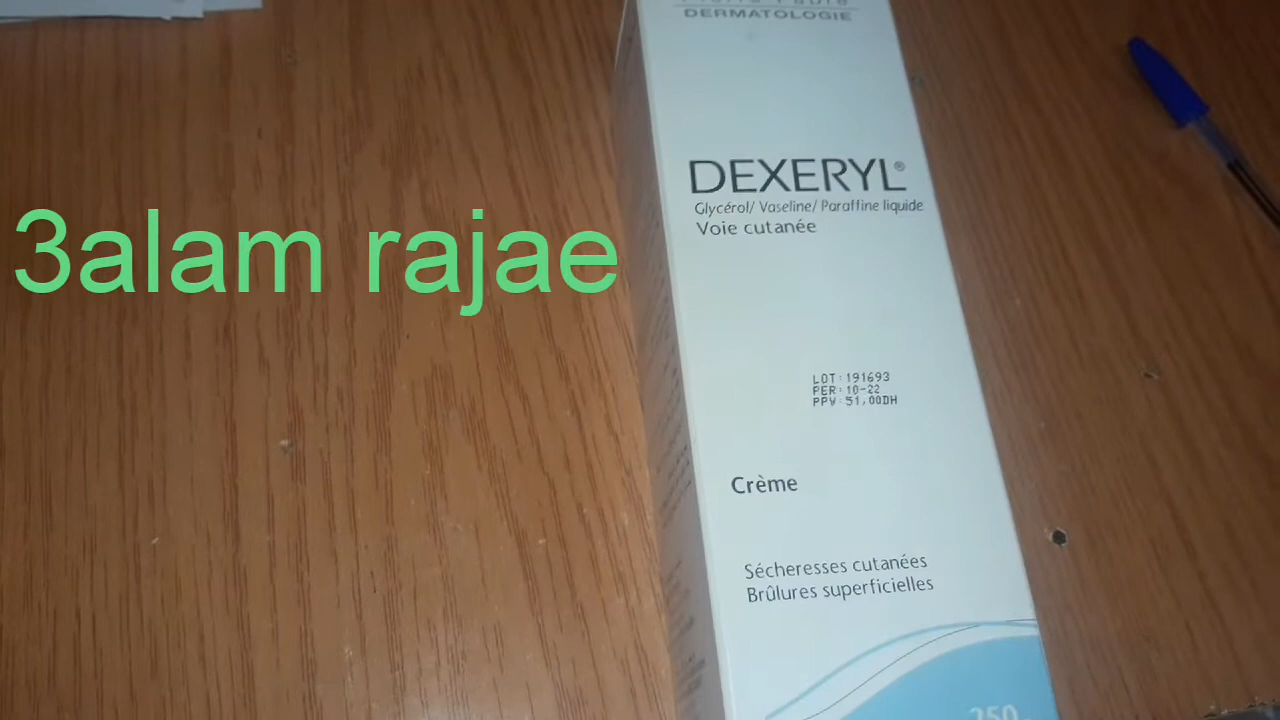 DERMATOLOGIE
DEXERYL®
Glycérol/ Vaseline/ Paraffine liquide
Voie cutanée
3alam rajae
LOT:191693
PER:10-22
PPV:51,00DH
Crème
Sécheresses cutanées
Brûlures superficielles
250